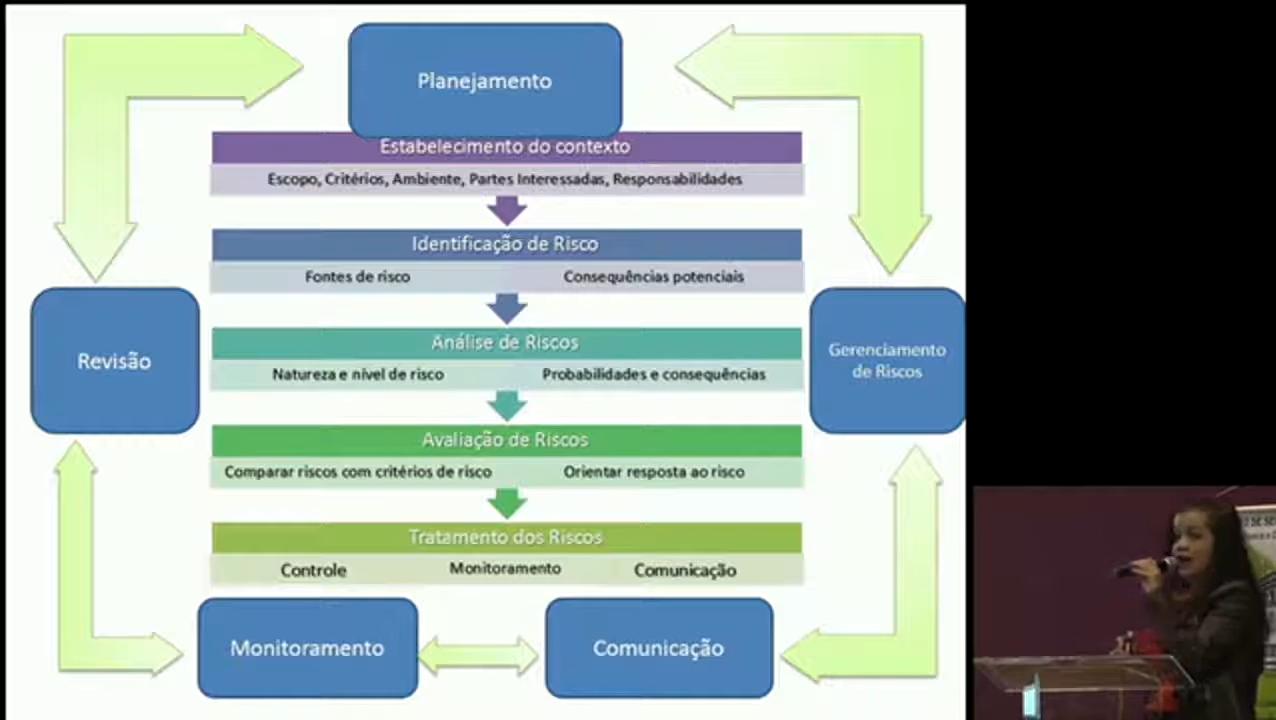 Planejamento
Estabelecimento do contexto
Escopo, Critérios, Ambiente, Partes Interessadas, Responsabilidades
Identificação de Risco
Fontes de risco
Consequências potenciais
Revisão
Gerenciamento
de Riscos
Análise de Riscos
Natureza e nível de risco
Probabilidades e consequências
Avaliação de Riscos
Comparar riscos com critérios de risco
Orientar resposta ao risco
Tratamento dos Riscos
Controle
Monitoramento
Comunicação
Monitoramento
Comunicação